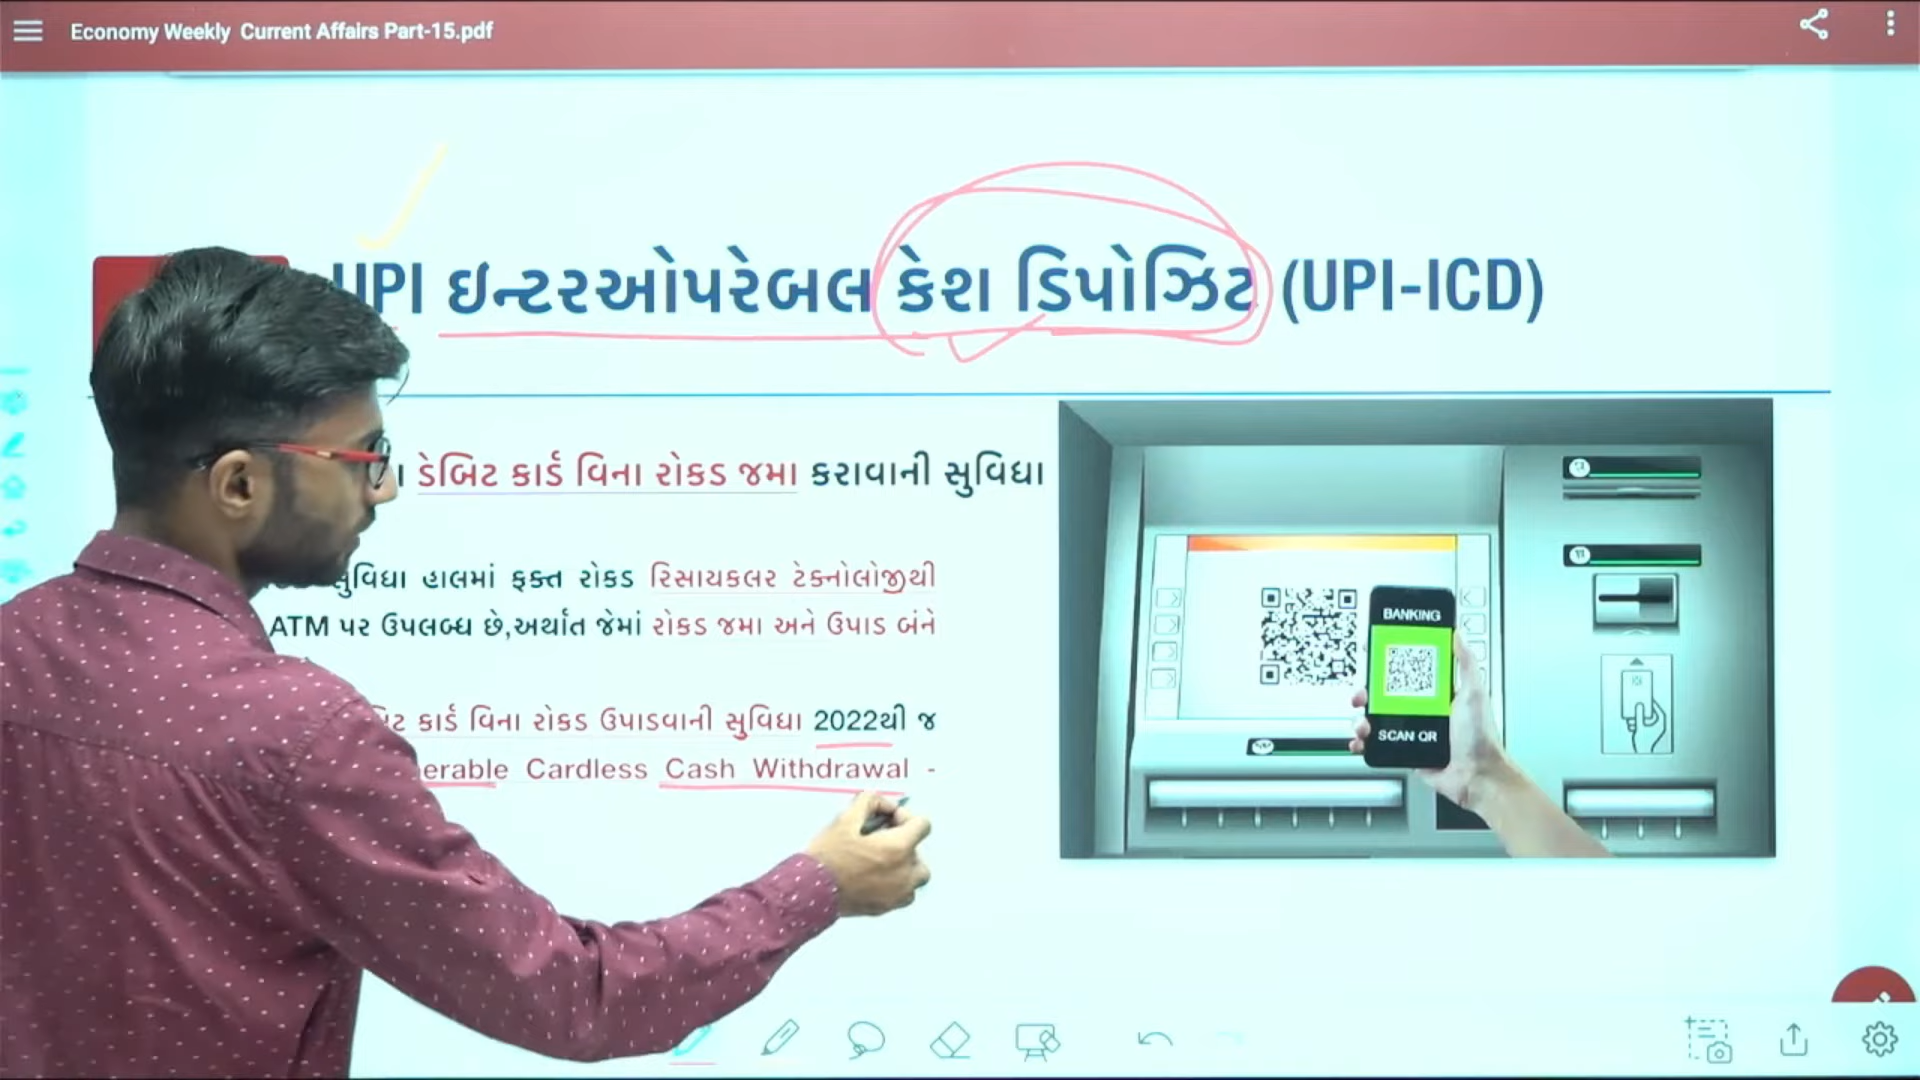 Economy Weekly Current Affairs Part-15.pdf
UPI ઇન્ટરઓપરેબલ કેશ ડિપોઝિટ (UPI-ICD)
ડેબિટ કાર્ડ વિના રોકડ જમા કરાવાની સુવિધા
સુવિધા હાલમાં ફક્ત રોકડ રિસાયકલર ટેક્નોલોજીથી
ATM પર ઉપલબ્ધ છે,અર્થાત જેમાં રોકડ જમા અને ઉપાડ બંને
કાર્ડ વિના રોકડ ઉપાડવાની સુવિધા 2022થી જ
Cardless Cash Withdrawal -
BANKING
SCAN QR